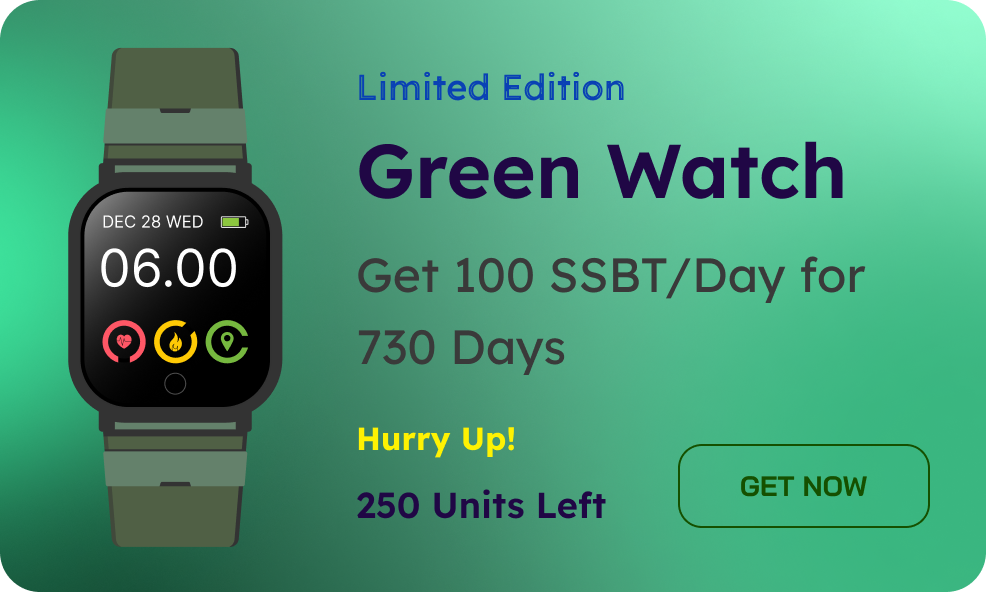 Limited Edition
Green Watch
Get 100 SSBT/Day for
730 Days
Hurry Up!
250 Units Left
GET NOW
DEC 28 WED
06.00